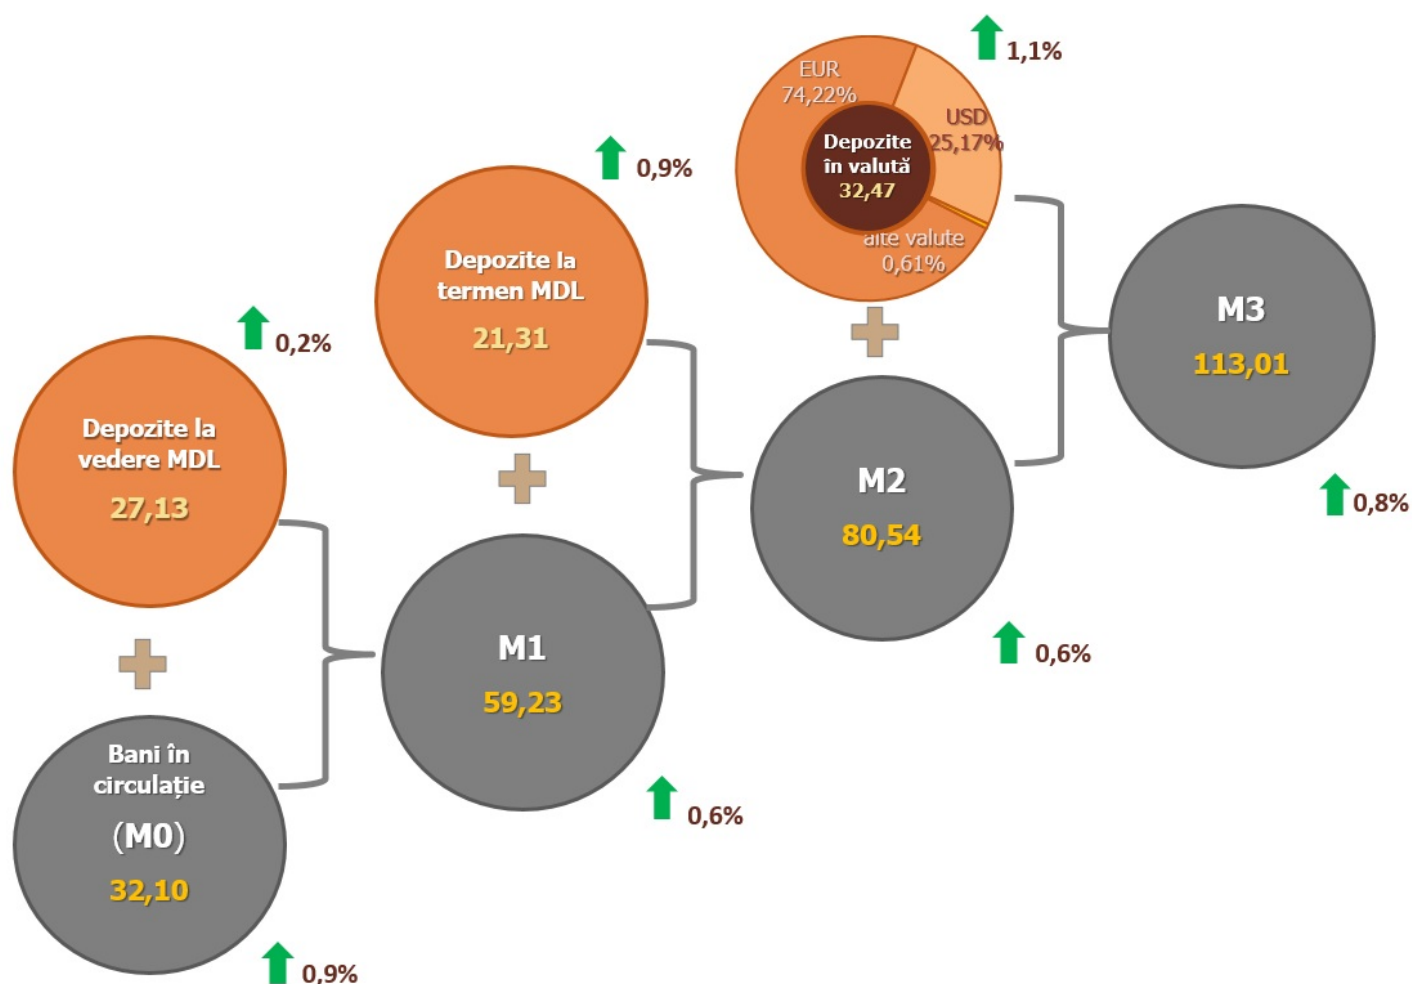 EUR
74,22%
1,1%
USD
25,17%
Depozite
în valută
32,47
alte valute
0,61%
0,9%
Depozite la
termen MDL
21,31
M3
113,01
0,8%
0,2%
Depozite la
vedere MDL
27,13
M2
80,54
0,6%
M1
59,23
0,6%
Bani în
circulație
(M0)
32,10
0,9%